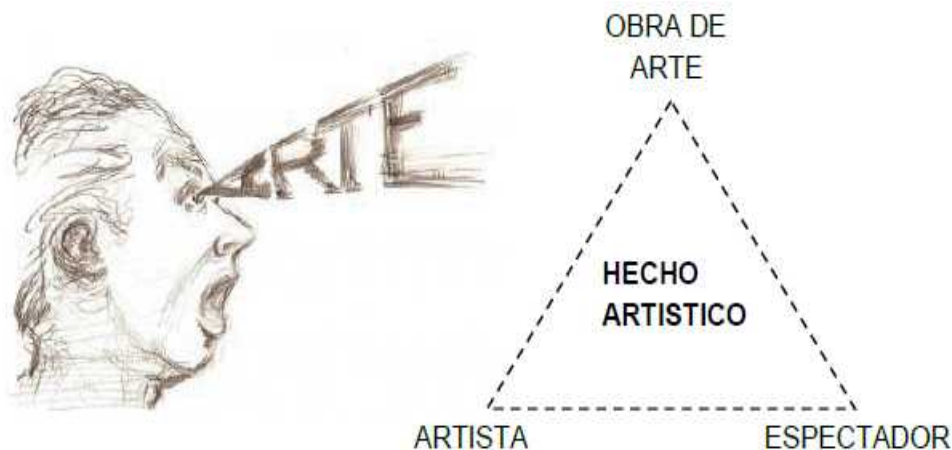 ARTE
OBRA DE
ARTE
HECHO
ARTISTICO
ARTISTA
ESPECTADOR